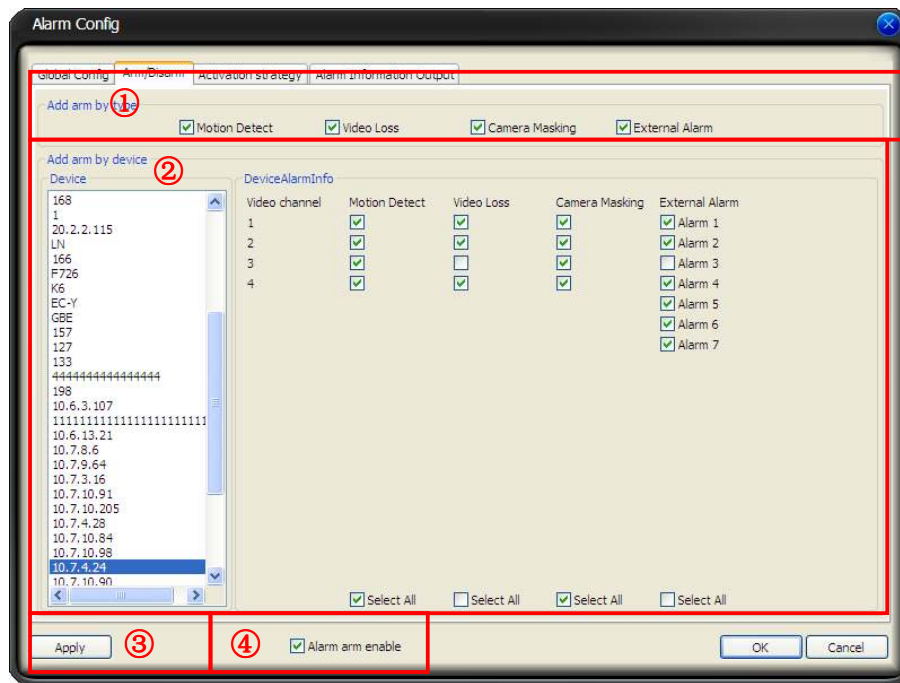 Alarm Config
Global Config Arm/Disarm Activation strategy Alarm Information Output
Add arm by type
①
Motion Detect Video Loss Camera Masking External Alarm
Add arm by device
②
Device DeviceAlarmInfo
Video channel Motion Detect Video Loss Camera Masking External Alarm
168
1
20.2.2.115
LN
166
F726
K6
EC-Y
GBE
157
127
133
4444444444444444
198
10.6.3.107
1111111111111111111111
10.6.13.21
10.7.8.6
10.7.9.64
10.7.3.16
10.7.10.91
10.7.10.205
10.7.4.28
10.7.10.84
10.7.10.98
10.7.4.24
10.7.10.90
1 Alarm 1
2 Alarm 2
3 Alarm 3
4 Alarm 4
Alarm 5
Alarm 6
Alarm 7
Select All Select All Select All Select All
Apply ③ ④ Alarm arm enable OK Cancel